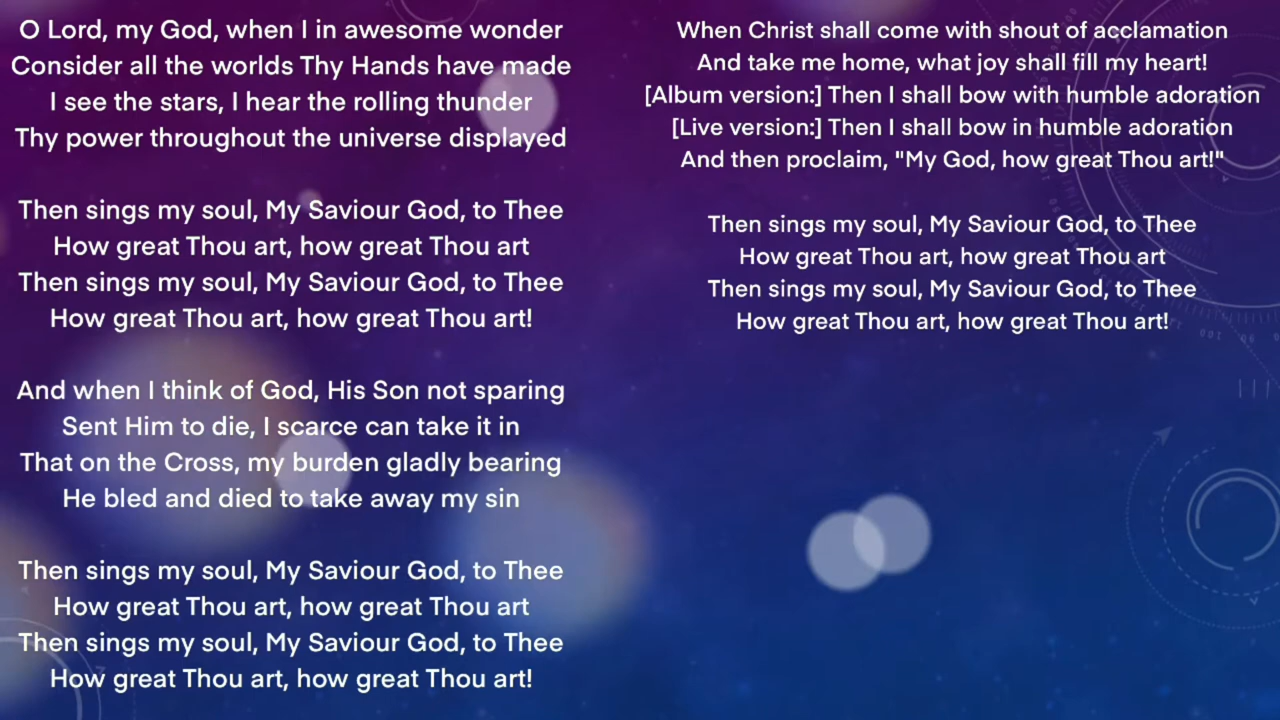 O Lord, my God, when I in awesome wonder
Consider all the worlds Thy Hands have made
I see the stars, I hear the rolling thunder
Thy power throughout the universe displayed
Then sings my soul, My Saviour God, to Thee
How great Thou art, how great Thou art
Then sings my soul, My Saviour God, to Thee
How great Thou art, how great Thou art!
And when I think of God, His Son not sparing
Sent Him to die, I scarce can take it in
That on the Cross, my burden gladly bearing
He bled and died to take away my sin
Then sings my soul, My Saviour God, to Thee
How great Thou art, how great Thou art
Then sings my soul, My Saviour God, to Thee
How great Thou art, how great Thou art!
When Christ shall come with shout of acclamation
And take me home, what joy shall fill my heart!
[Album version:] Then I shall bow with humble adoration
[Live version:] Then I shall bow in humble adoration
And then proclaim, "My God, how great Thou art!"
Then sings my soul, My Saviour God, to Thee
How great Thou art, how great Thou art
Then sings my soul, My Saviour God, to Thee
How great Thou art, how great Thou art!